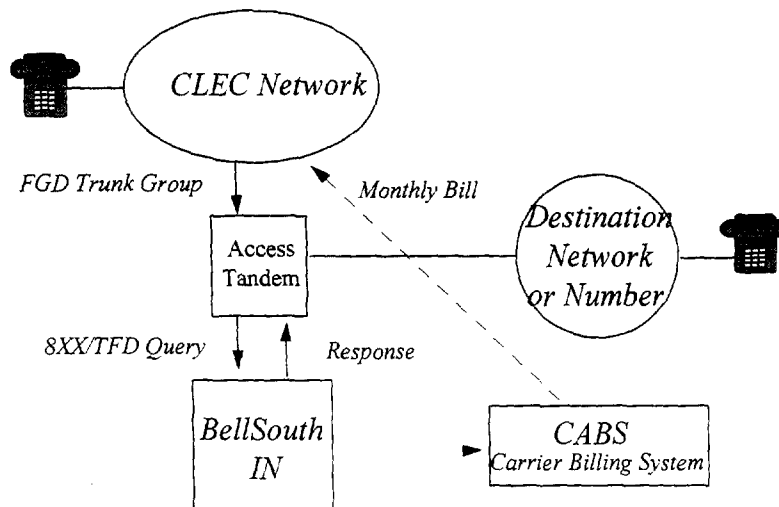 CLEC Network
FGD Trunk Group
Monthly Bill
Access
Tandem
Destination
Network
or Number
8XX/TFD Query
Response
BellSouth
IN
CABS
Carrier Billing System